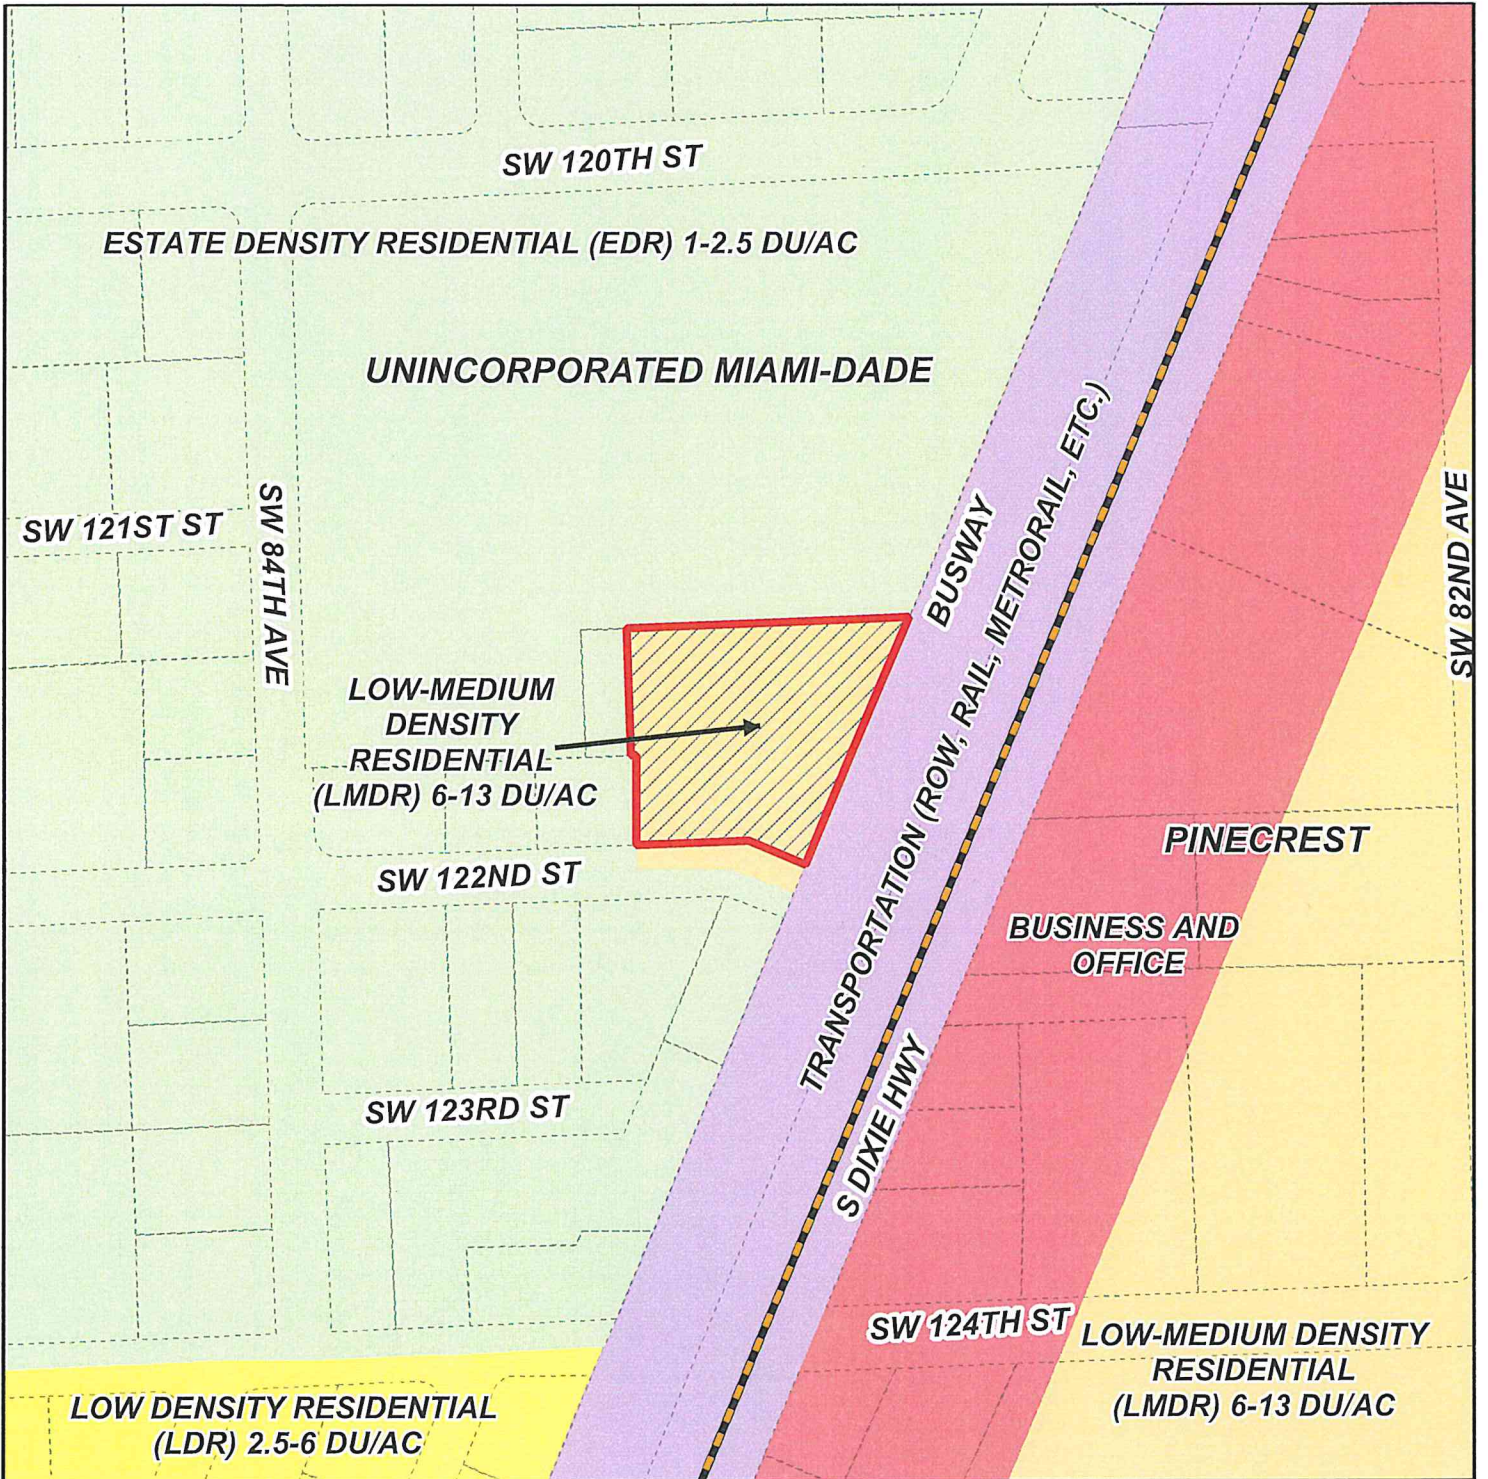 SW 120TH ST
ESTATE DENSITY RESIDENTIAL (EDR) 1-2.5 DU/AC
UNINCORPORATED MIAMI-DADE
SW 121ST ST
SW 84TH AVE
BUSWAY
TRANSPORTATION (ROW, RAIL, METRORAIL, ETC.)
SW 82ND AVE
LOW-MEDIUM
DENSITY
RESIDENTIAL
(LMDR) 6-13 DU/AC
SW 122ND ST
PINECREST
BUSINESS AND
OFFICE
SW 123RD ST
S DIXIE HWY
SW 124TH ST
LOW-MEDIUM DENSITY
RESIDENTIAL
(LMDR) 6-13 DU/AC
LOW DENSITY RESIDENTIAL
(LDR) 2.5-6 DU/AC